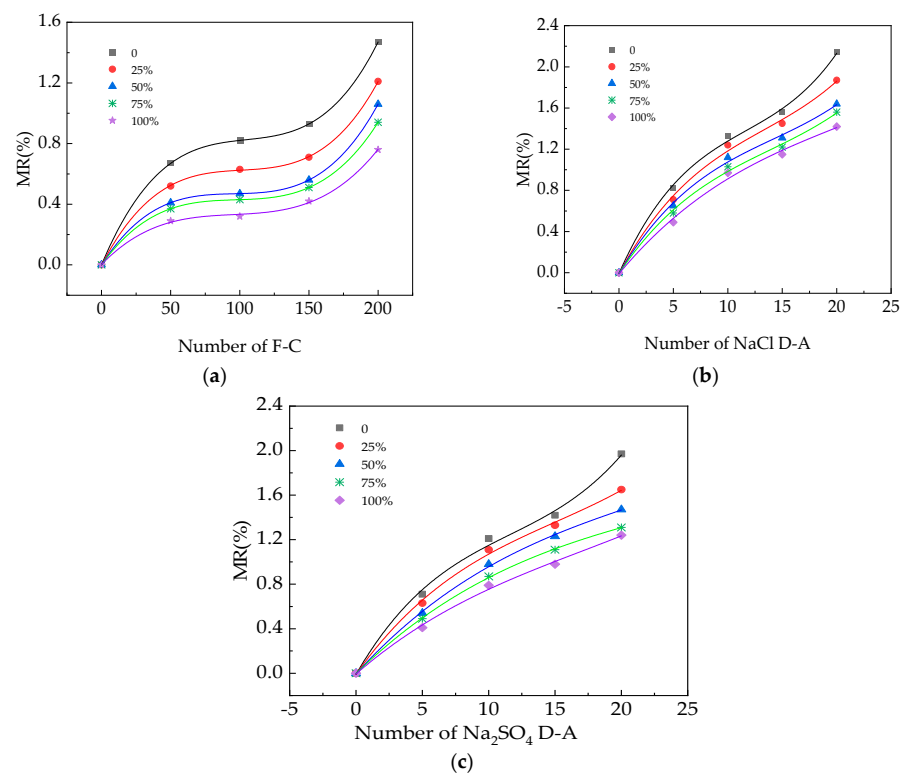 1.6
1.2
0.8
0.4
0.0
MR(%)
0
25%
50%
75%
100%
0 50 100 150 200
Number of F-C
(a)
2.4
2.0
1.6
1.2
0.8
0.4
0.0
MR(%)
0
25%
50%
75%
100%
-5 0 5 10 15 20 25
Number of NaCl D-A
(b)
2.4
2.0
1.6
1.2
0.8
0.4
0.0
MR(%)
0
25%
50%
75%
100%
-5 0 5 10 15 20 25
Number of Na₂SO₄ D-A
(c)